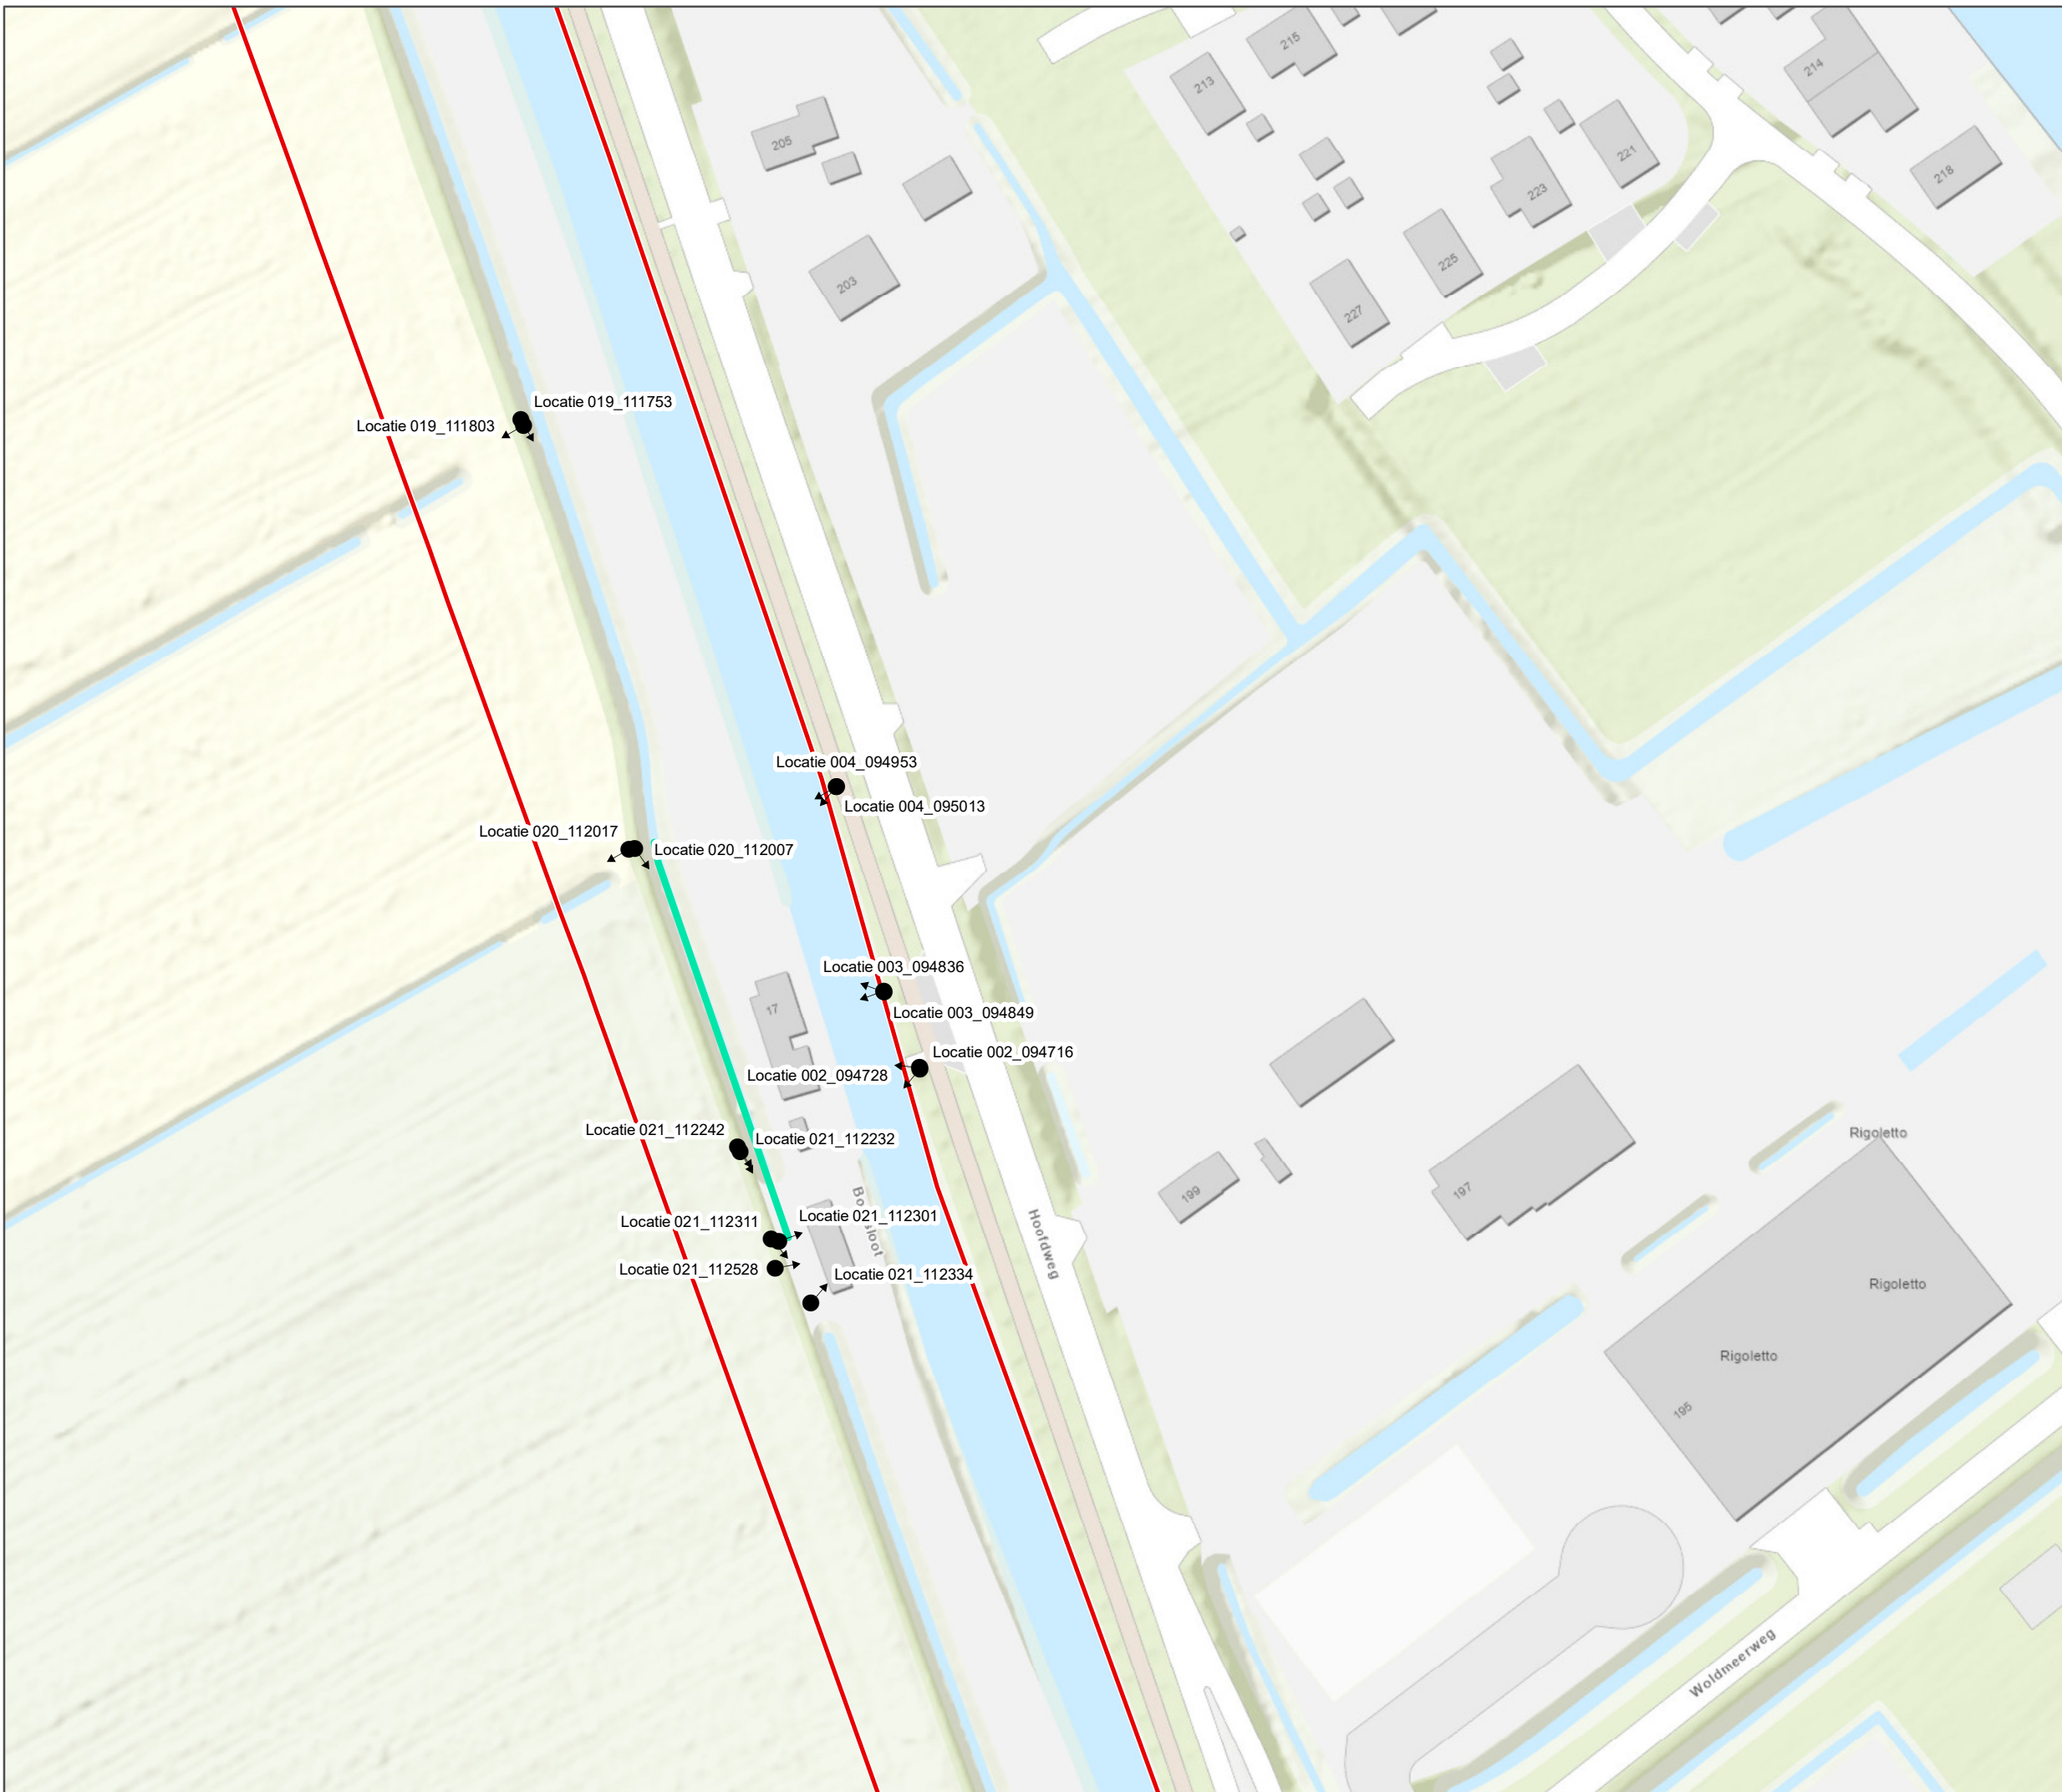 215
214
213
205
221
218
223
225
203
227
Locatie 019_111753
Locatie 019_111803
Locatie 004_094953
Locatie 004_095013
Locatie 020_112017
Locatie 020_112007
Locatie 003_094836
17
Locatie 003_094849
Locatie 002_094716
Locatie 002_094728
Locatie 021_112242
Locatie 021_112232
Rigoletto
199
197
Locatie 021_112301
Locatie 021_112311
Hoofdweg
Locatie 021_112528
Locatie 021_112334
Rigoletto
Rigoletto
195
Woldmeerweg